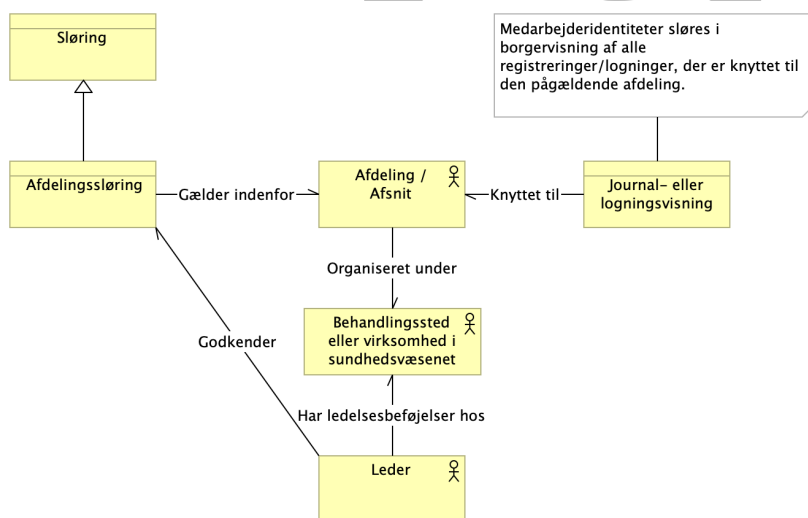 Sløring
Medarbejderidentiteter sløres i
borgervisning af alle
registreringer/logninger, der er knyttet til
den pågældende afdeling.
Afdelingssløring
Gælder indenfor
Afdeling /
Afsnit
Knyttet til
Journal- eller
logningsvisning
Organiseret under
Behandlingssted
eller virksomhed i
sundhedsvæsenet
Godkender
Har ledelsesbeføjelser hos
Leder